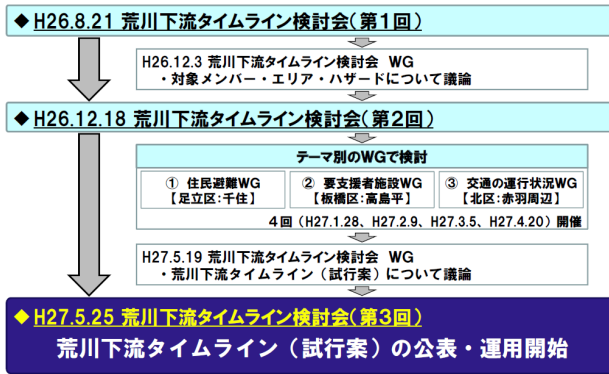 ◆H26.8.21 荒川下流タイムライン検討会(第1回)
H26.12.3 荒川下流タイムライン検討会 WG
・対象メンバー・エリア・ハザードについて議論
◆H26.12.18 荒川下流タイムライン検討会(第2回)
テーマ別のWGで検討
① 住民避難WG
【足立区:千住】
② 要支援者施設WG
【板橋区:高島平】
③ 交通の運行状況WG
【北区:赤羽周辺】
4回(H27.1.28、H27.2.9、H27.3.5、H27.4.20)開催
H27.5.19 荒川下流タイムライン検討会 WG
・荒川下流タイムライン(試行案)について議論
◆H27.5.25 荒川下流タイムライン検討会(第3回)
荒川下流タイムライン(試行案)の公表・運用開始